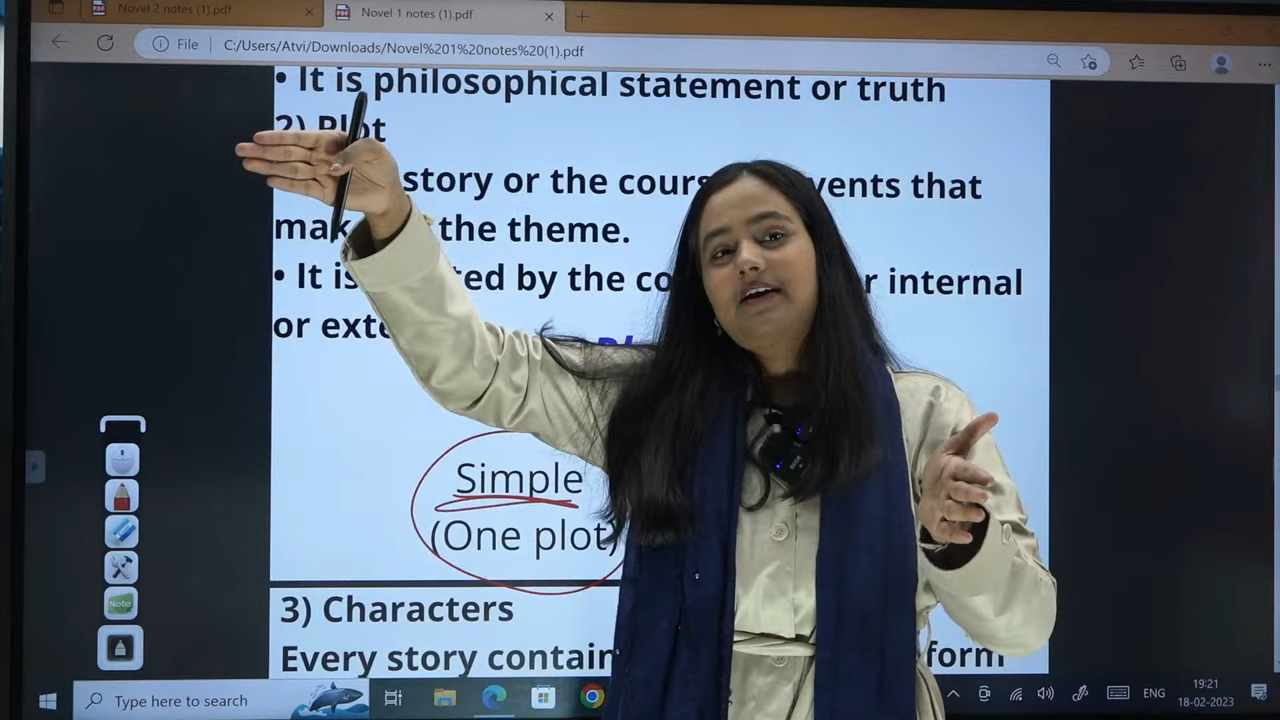 Novel 2 notes (1).pdf
Novel 1 notes (1).pdf
File
C:/Users/Atvi/Downloads/Novel%201%20notes%20(1).pdf
• It is philosophical statement or truth
2) Plot
story or the cours vents that
mak the theme.
• It is ted by the co r internal
or exte
Simple
(One plot)
3) Characters
Every story contain form
Note
Type here to search
ENG
19:21
18-02-2023